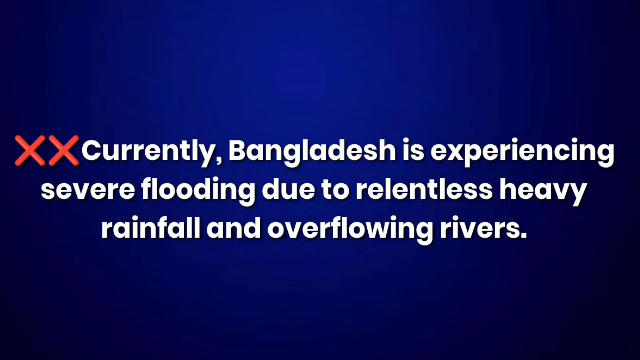 ❌❌Currently, Bangladesh is experiencing
severe flooding due to relentless heavy
rainfall and overflowing rivers.